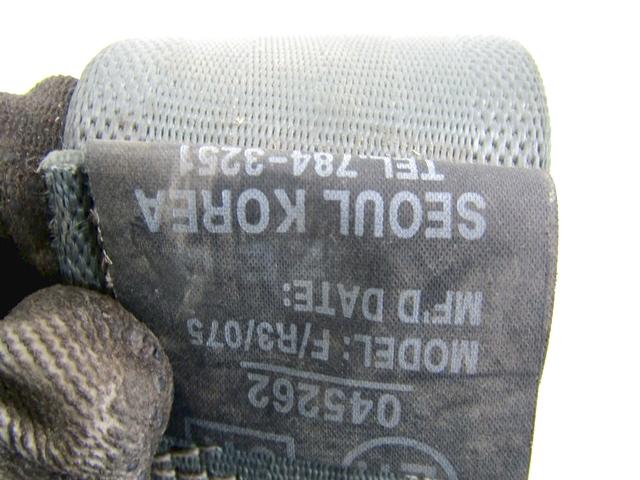 045262
MODEL: F/R3/075
MF'D DATE:
SEOUL KOREA
TEL.784-3251